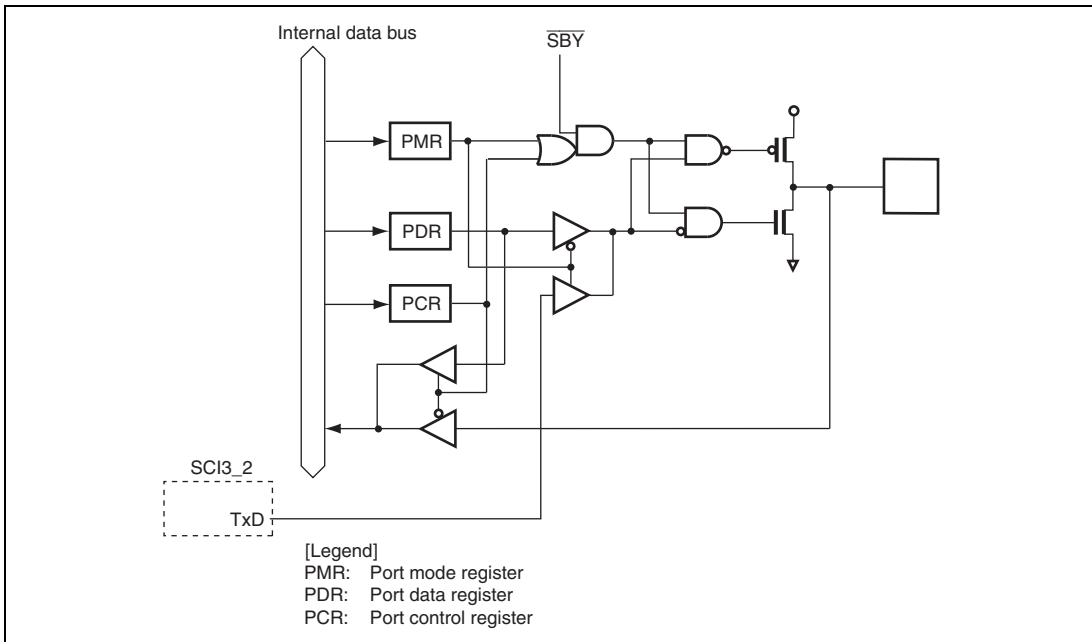 Internal data bus
SBY
PMR
PDR
PCR
SCI3_2
TxD
[Legend]
PMR: Port mode register
PDR: Port data register
PCR: Port control register